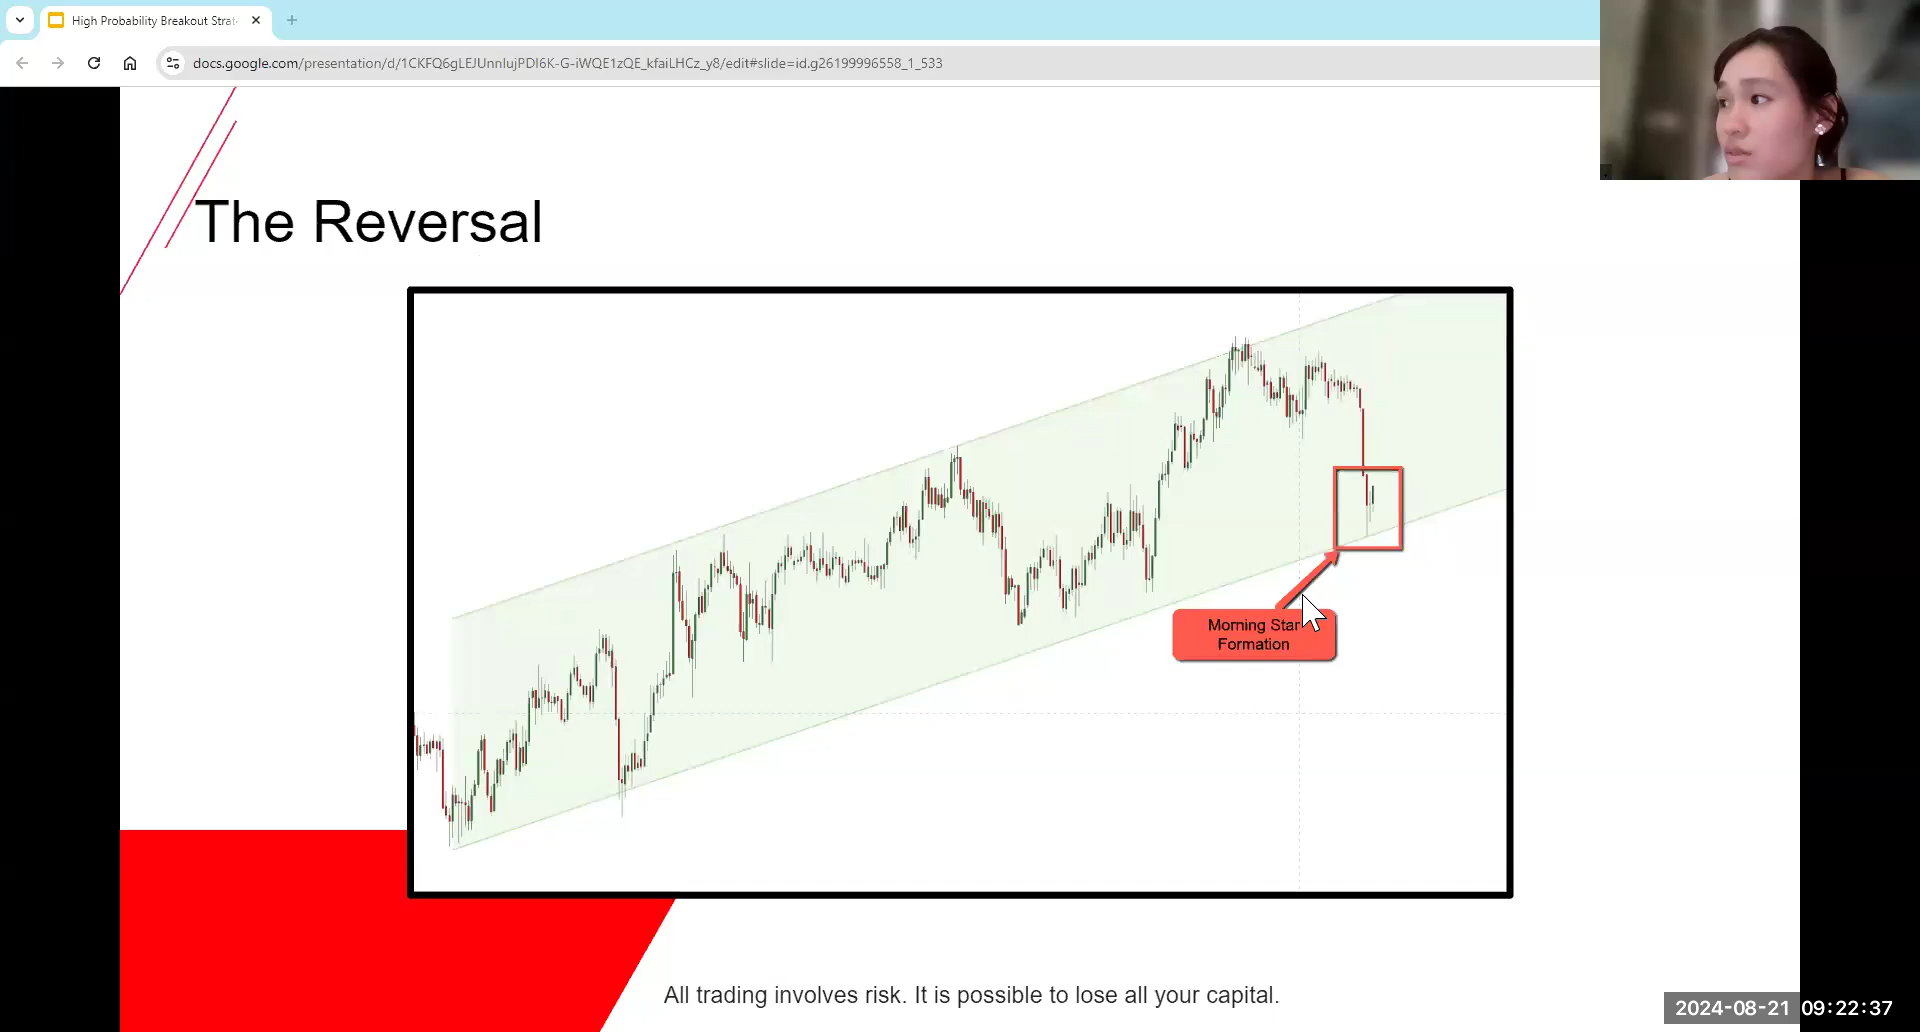 High Probability Breakout Strat
docs.google.com/presentation/d/1CKFQ6gLEJUnnlujPDI6K-G-iWQE1zQE_kfaiLHCz_y8/edit#slide=id.g26199996558_1_533
The Reversal
Morning Star
Formation
All trading involves risk. It is possible to lose all your capital.
2024-08-21 09:22:37